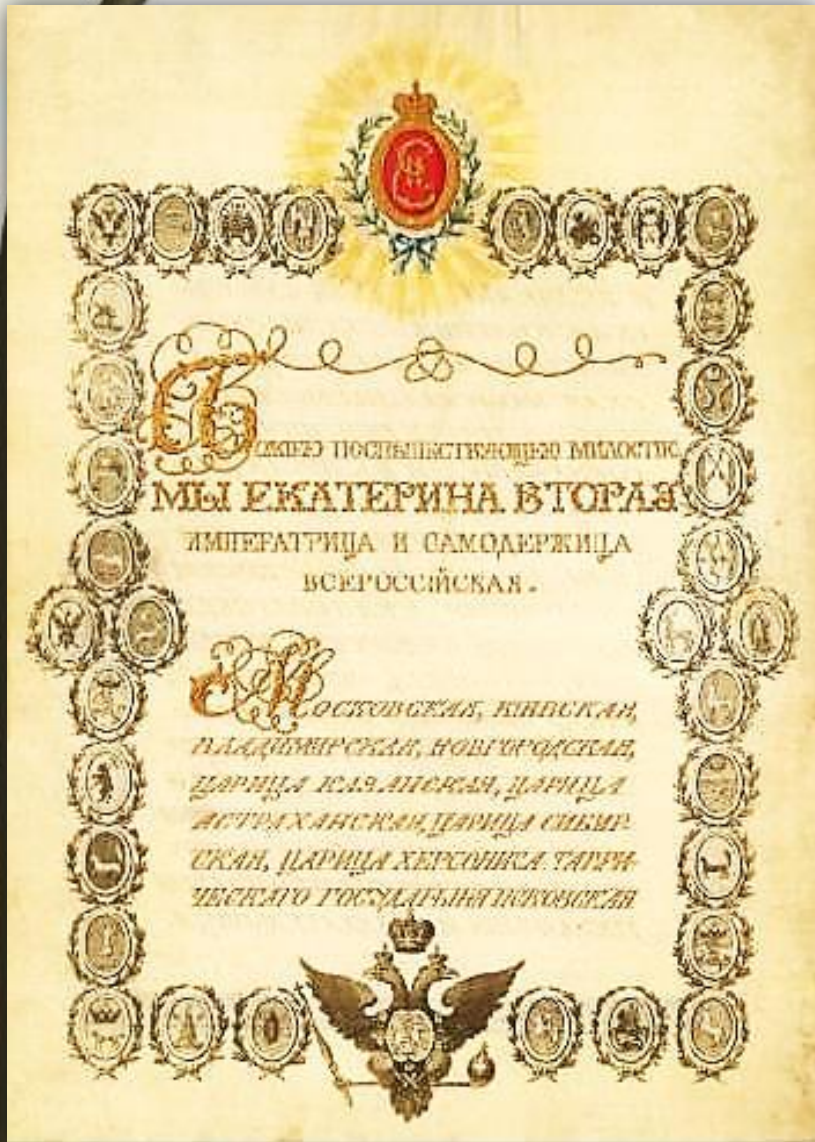 Божіею поспѣшествующею милостію
МЫ ЕКАТЕРИНА ВТОРАЯ
ИМПЕРАТРИЦА И САМОДЕРЖИЦА
ВСЕРОССІЙСКАЯ.
МОСКОВСКАЯ, КІЕВСКАЯ,
ВЛАДИМИРСКАЯ, НОВГОРОДСКАЯ,
ЦАРИЦА КАЗАНСКАЯ, ЦАРИЦА
АСТРАХАНСКАЯ, ЦАРИЦА СИБИР-
СКАЯ, ЦАРИЦА ХЕРСОНИСА ТАВРИ-
ЧЕСКАГО ГОСУДАРЫНЯ ПСКОВСКАЯ